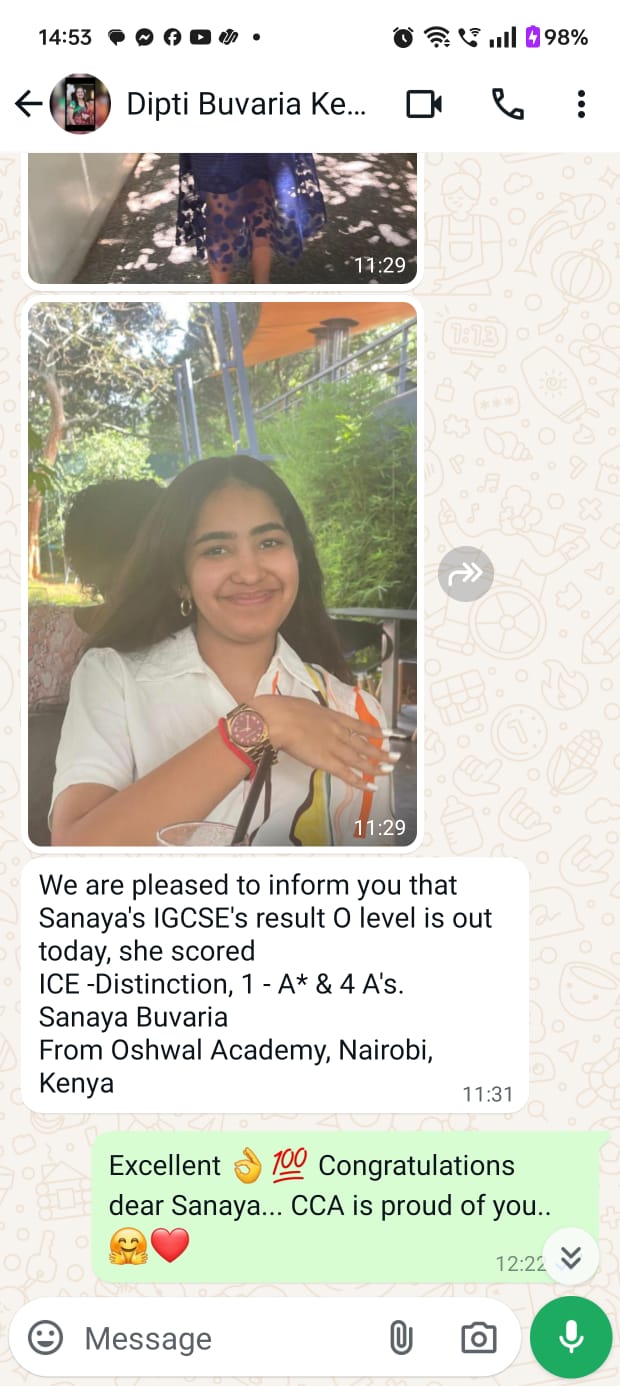 14:53
98%
Dipti Buvaria Ke...
11:29
11:29
We are pleased to inform you that
Sanaya's IGCSE's result O level is out
today, she scored
ICE -Distinction, 1 - A* & 4 A's.
Sanaya Buvaria
From Oshwal Academy, Nairobi,
Kenya
11:31
Excellent 👌 💯 Congratulations
dear Sanaya... CCA is proud of you..
🤗❤️
12:22
Message